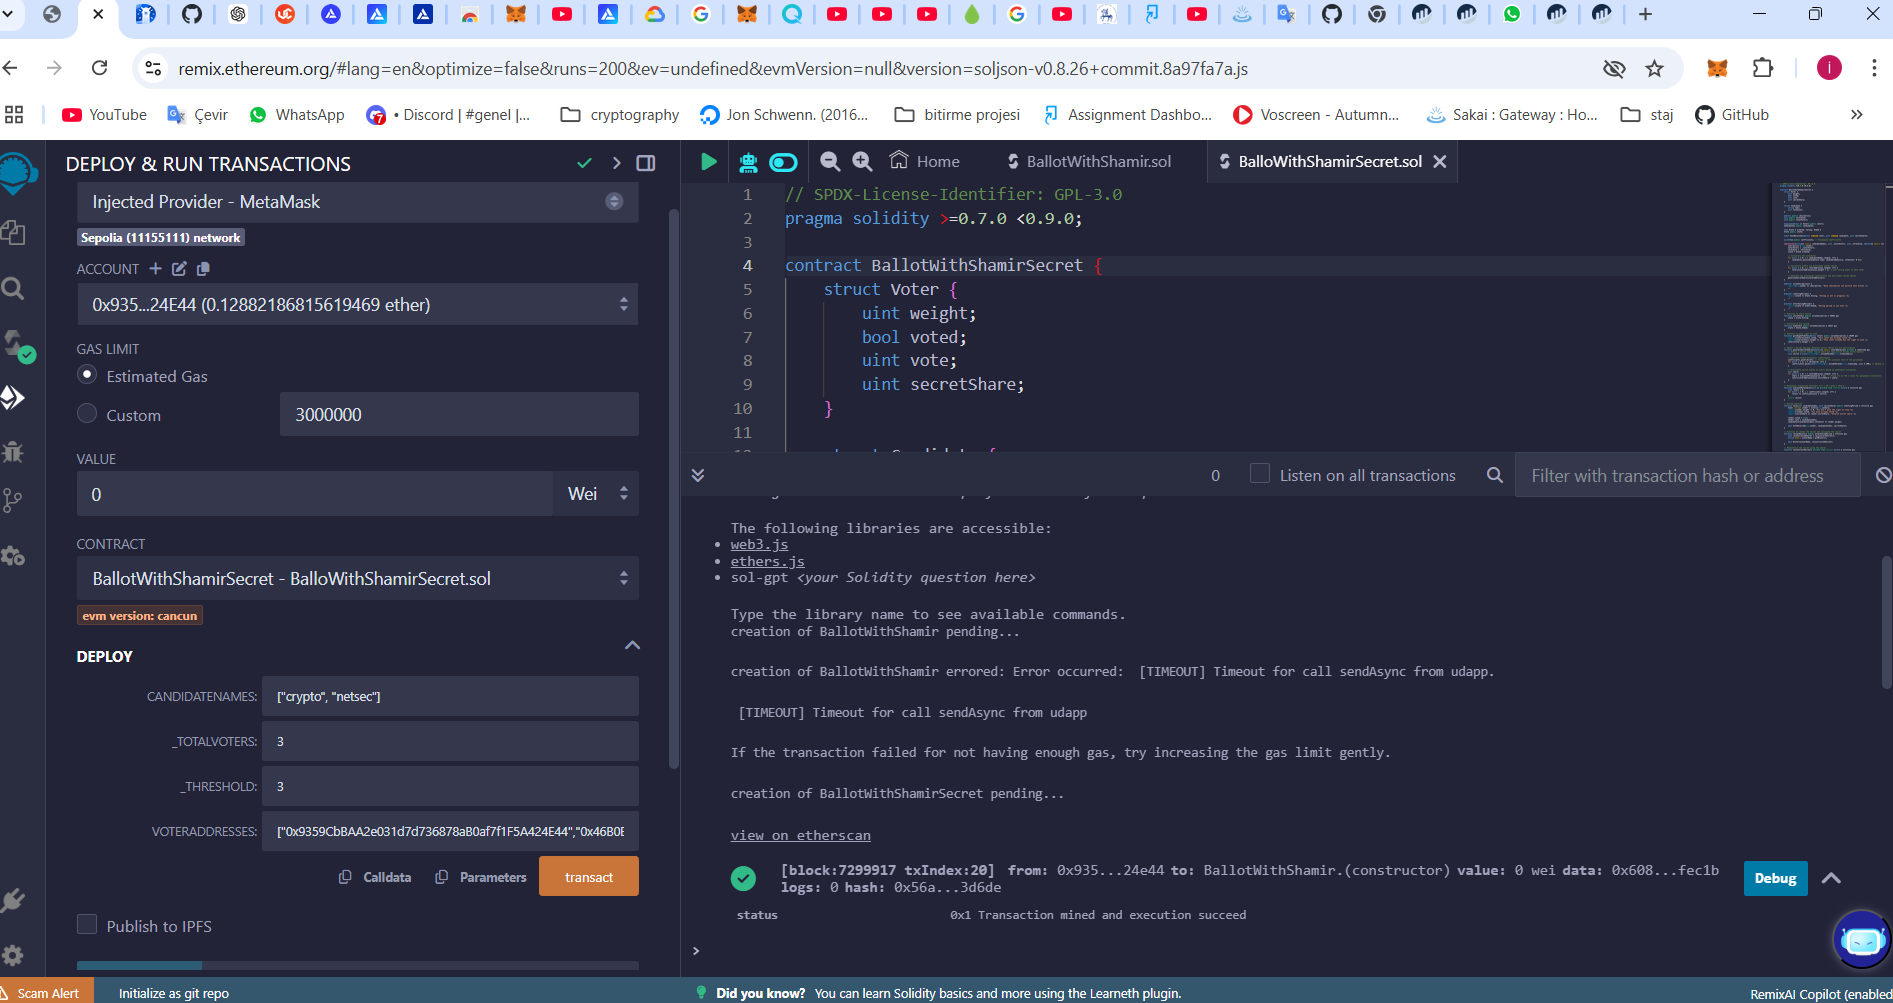 remix.ethereum.org/#lang=en&optimize=false&runs=200&ev=undefined&evmVersion=null&version=soljson-v0.8.26+commit.8a97fa7a.js
i
YouTube
Çevir
WhatsApp
• Discord | #genel |...
cryptography
Jon Schwenn. (2016...
bitirme projesi
Assignment Dashbo...
Voscreen - Autumn...
Sakai : Gateway : Ho...
staj
GitHub
DEPLOY & RUN TRANSACTIONS
Injected Provider - MetaMask
Sepolia (11155111) network
ACCOUNT
0x935...24E44 (0.12882186815619469 ether)
GAS LIMIT
Estimated Gas
Custom
3000000
VALUE
0
Wei
CONTRACT
BallotWithShamirSecret - BalloWithShamirSecret.sol
evm version: cancun
DEPLOY
CANDIDATENAMES: ["crypto", "netsec"]
_TOTALVOTERS: 3
_THRESHOLD: 3
VOTERADDRESSES: ["0x9359CbBAA2e031d7d736878aB0af7f1F5A424E44","0x46B0E
Calldata
Parameters
transact
Publish to IPFS
Home
BallotWithShamir.sol
BalloWithShamirSecret.sol
1 // SPDX-License-Identifier: GPL-3.0
2 pragma solidity >=0.7.0 <0.9.0;
3
4 contract BallotWithShamirSecret {
5 struct Voter {
6 uint weight;
7 bool voted;
8 uint vote;
9 uint secretShare;
10 }
11
0
Listen on all transactions
Filter with transaction hash or address
The following libraries are accessible:
• web3.js
• ethers.js
• sol-gpt <your Solidity question here>
Type the library name to see available commands.
creation of BallotWithShamir pending...
creation of BallotWithShamir errored: Error occurred: [TIMEOUT] Timeout for call sendAsync from udapp.
[TIMEOUT] Timeout for call sendAsync from udapp
If the transaction failed for not having enough gas, try increasing the gas limit gently.
creation of BallotWithShamirSecret pending...
view on etherscan
[block:7299917 txIndex:20] from: 0x935...24e44 to: BallotWithShamir.(constructor) value: 0 wei data: 0x608...fec1b
logs: 0 hash: 0x56a...3d6de
Debug
status 0x1 Transaction mined and execution succeed
>
Scam Alert
Initialize as git repo
Did you know? You can learn Solidity basics and more using the Learneth plugin.
RemixAI Copilot (enabled